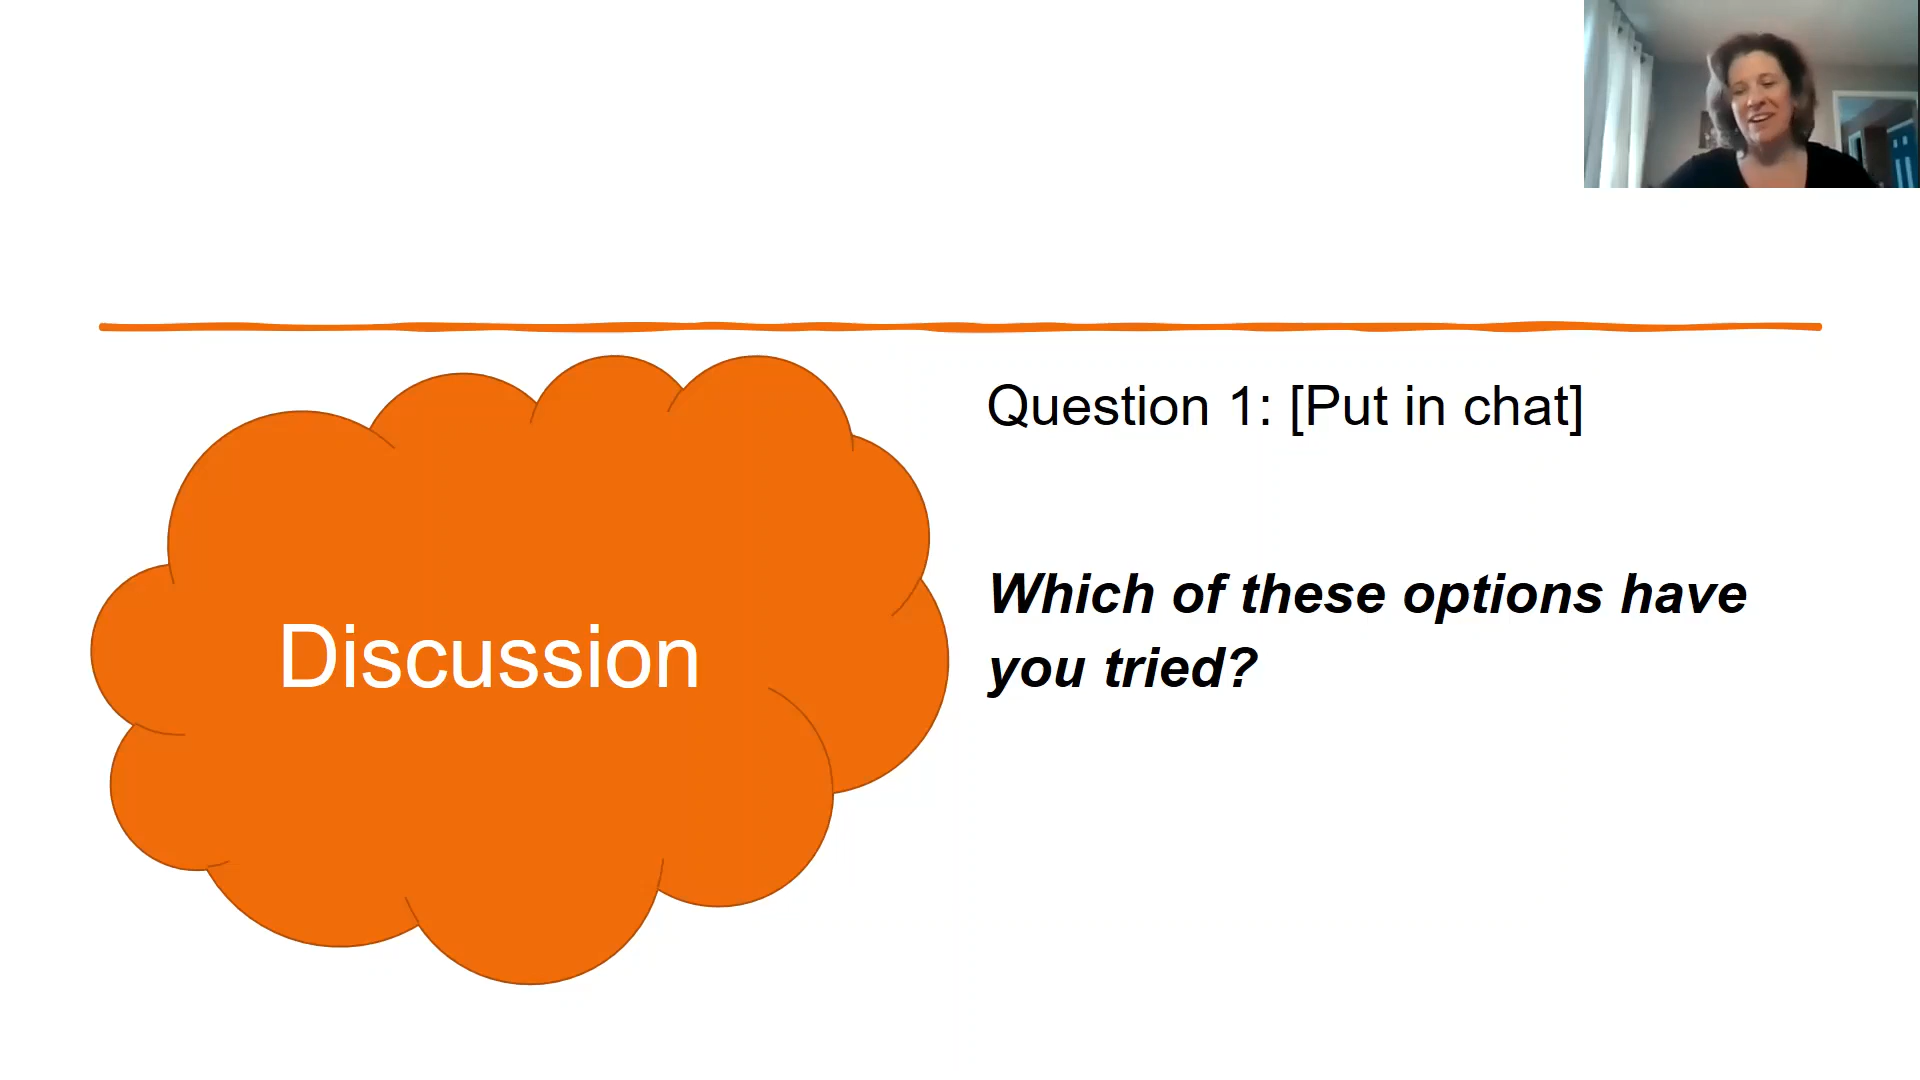 Discussion
Question 1: [Put in chat]
Which of these options have
you tried?